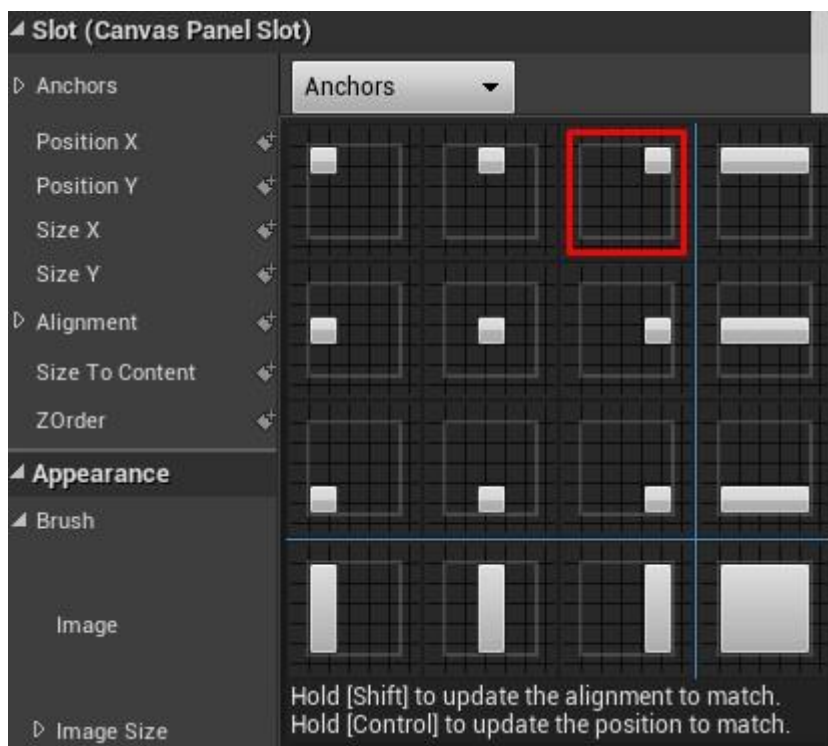 Slot (Canvas Panel Slot)
Anchors
Anchors
Position X
Position Y
Size X
Size Y
Alignment
Size To Content
ZOrder
Appearance
Brush
Image
Hold [Shift] to update the alignment to match.
Hold [Control] to update the position to match.
Image Size